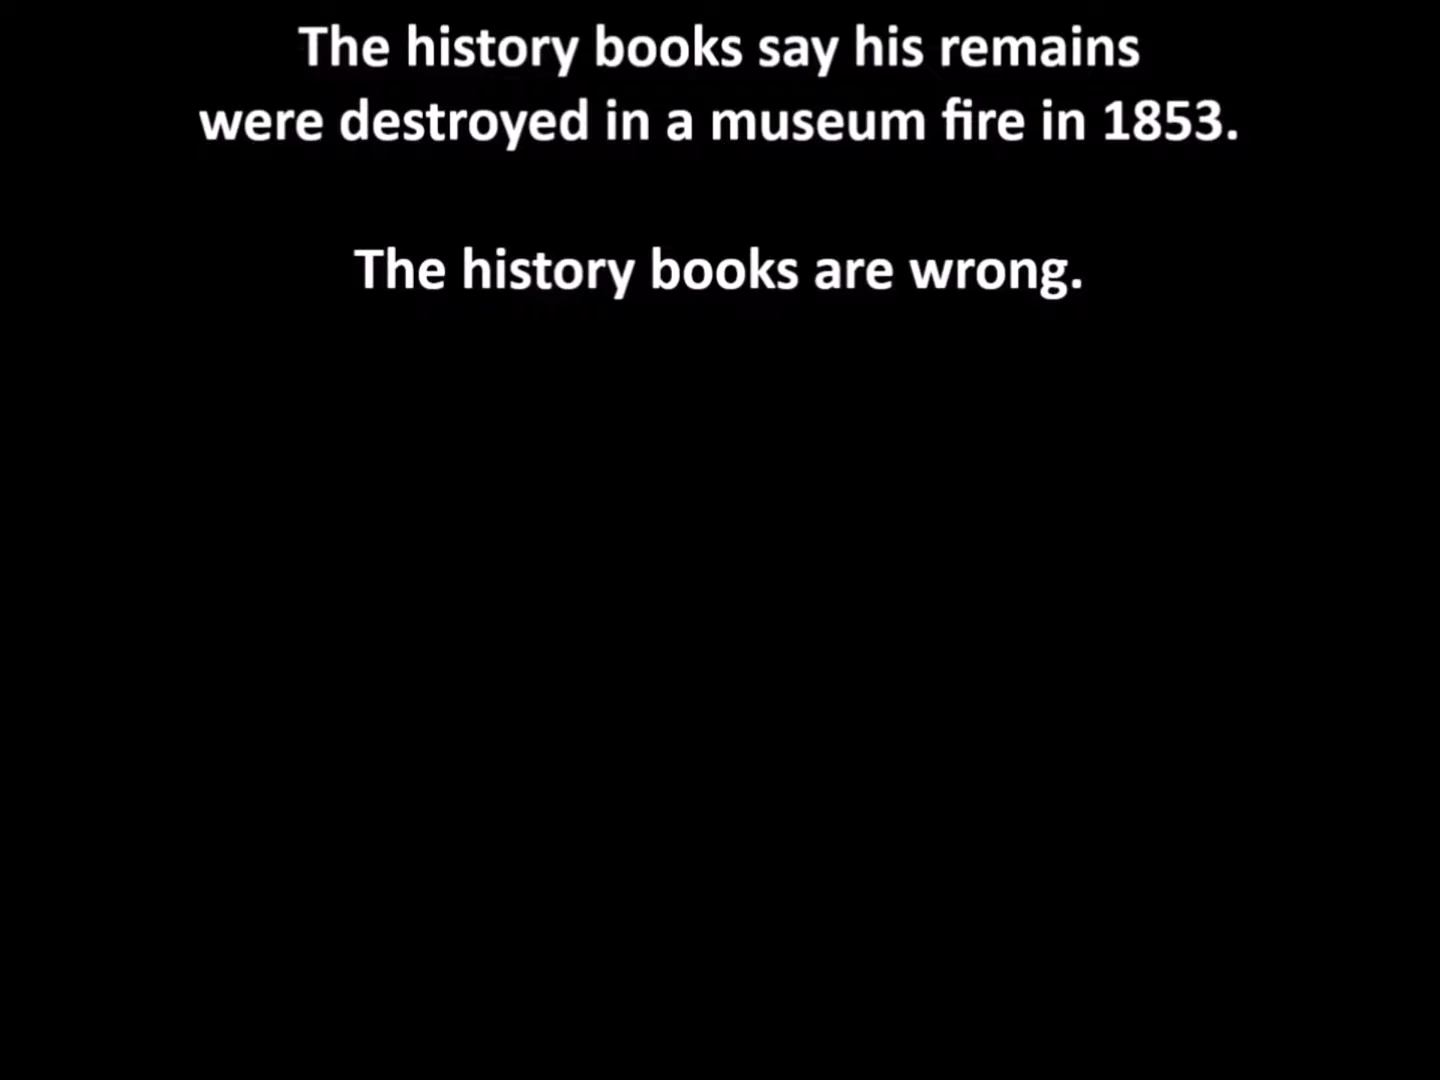 The history books say his remains
were destroyed in a museum fire in 1853.
The history books are wrong.